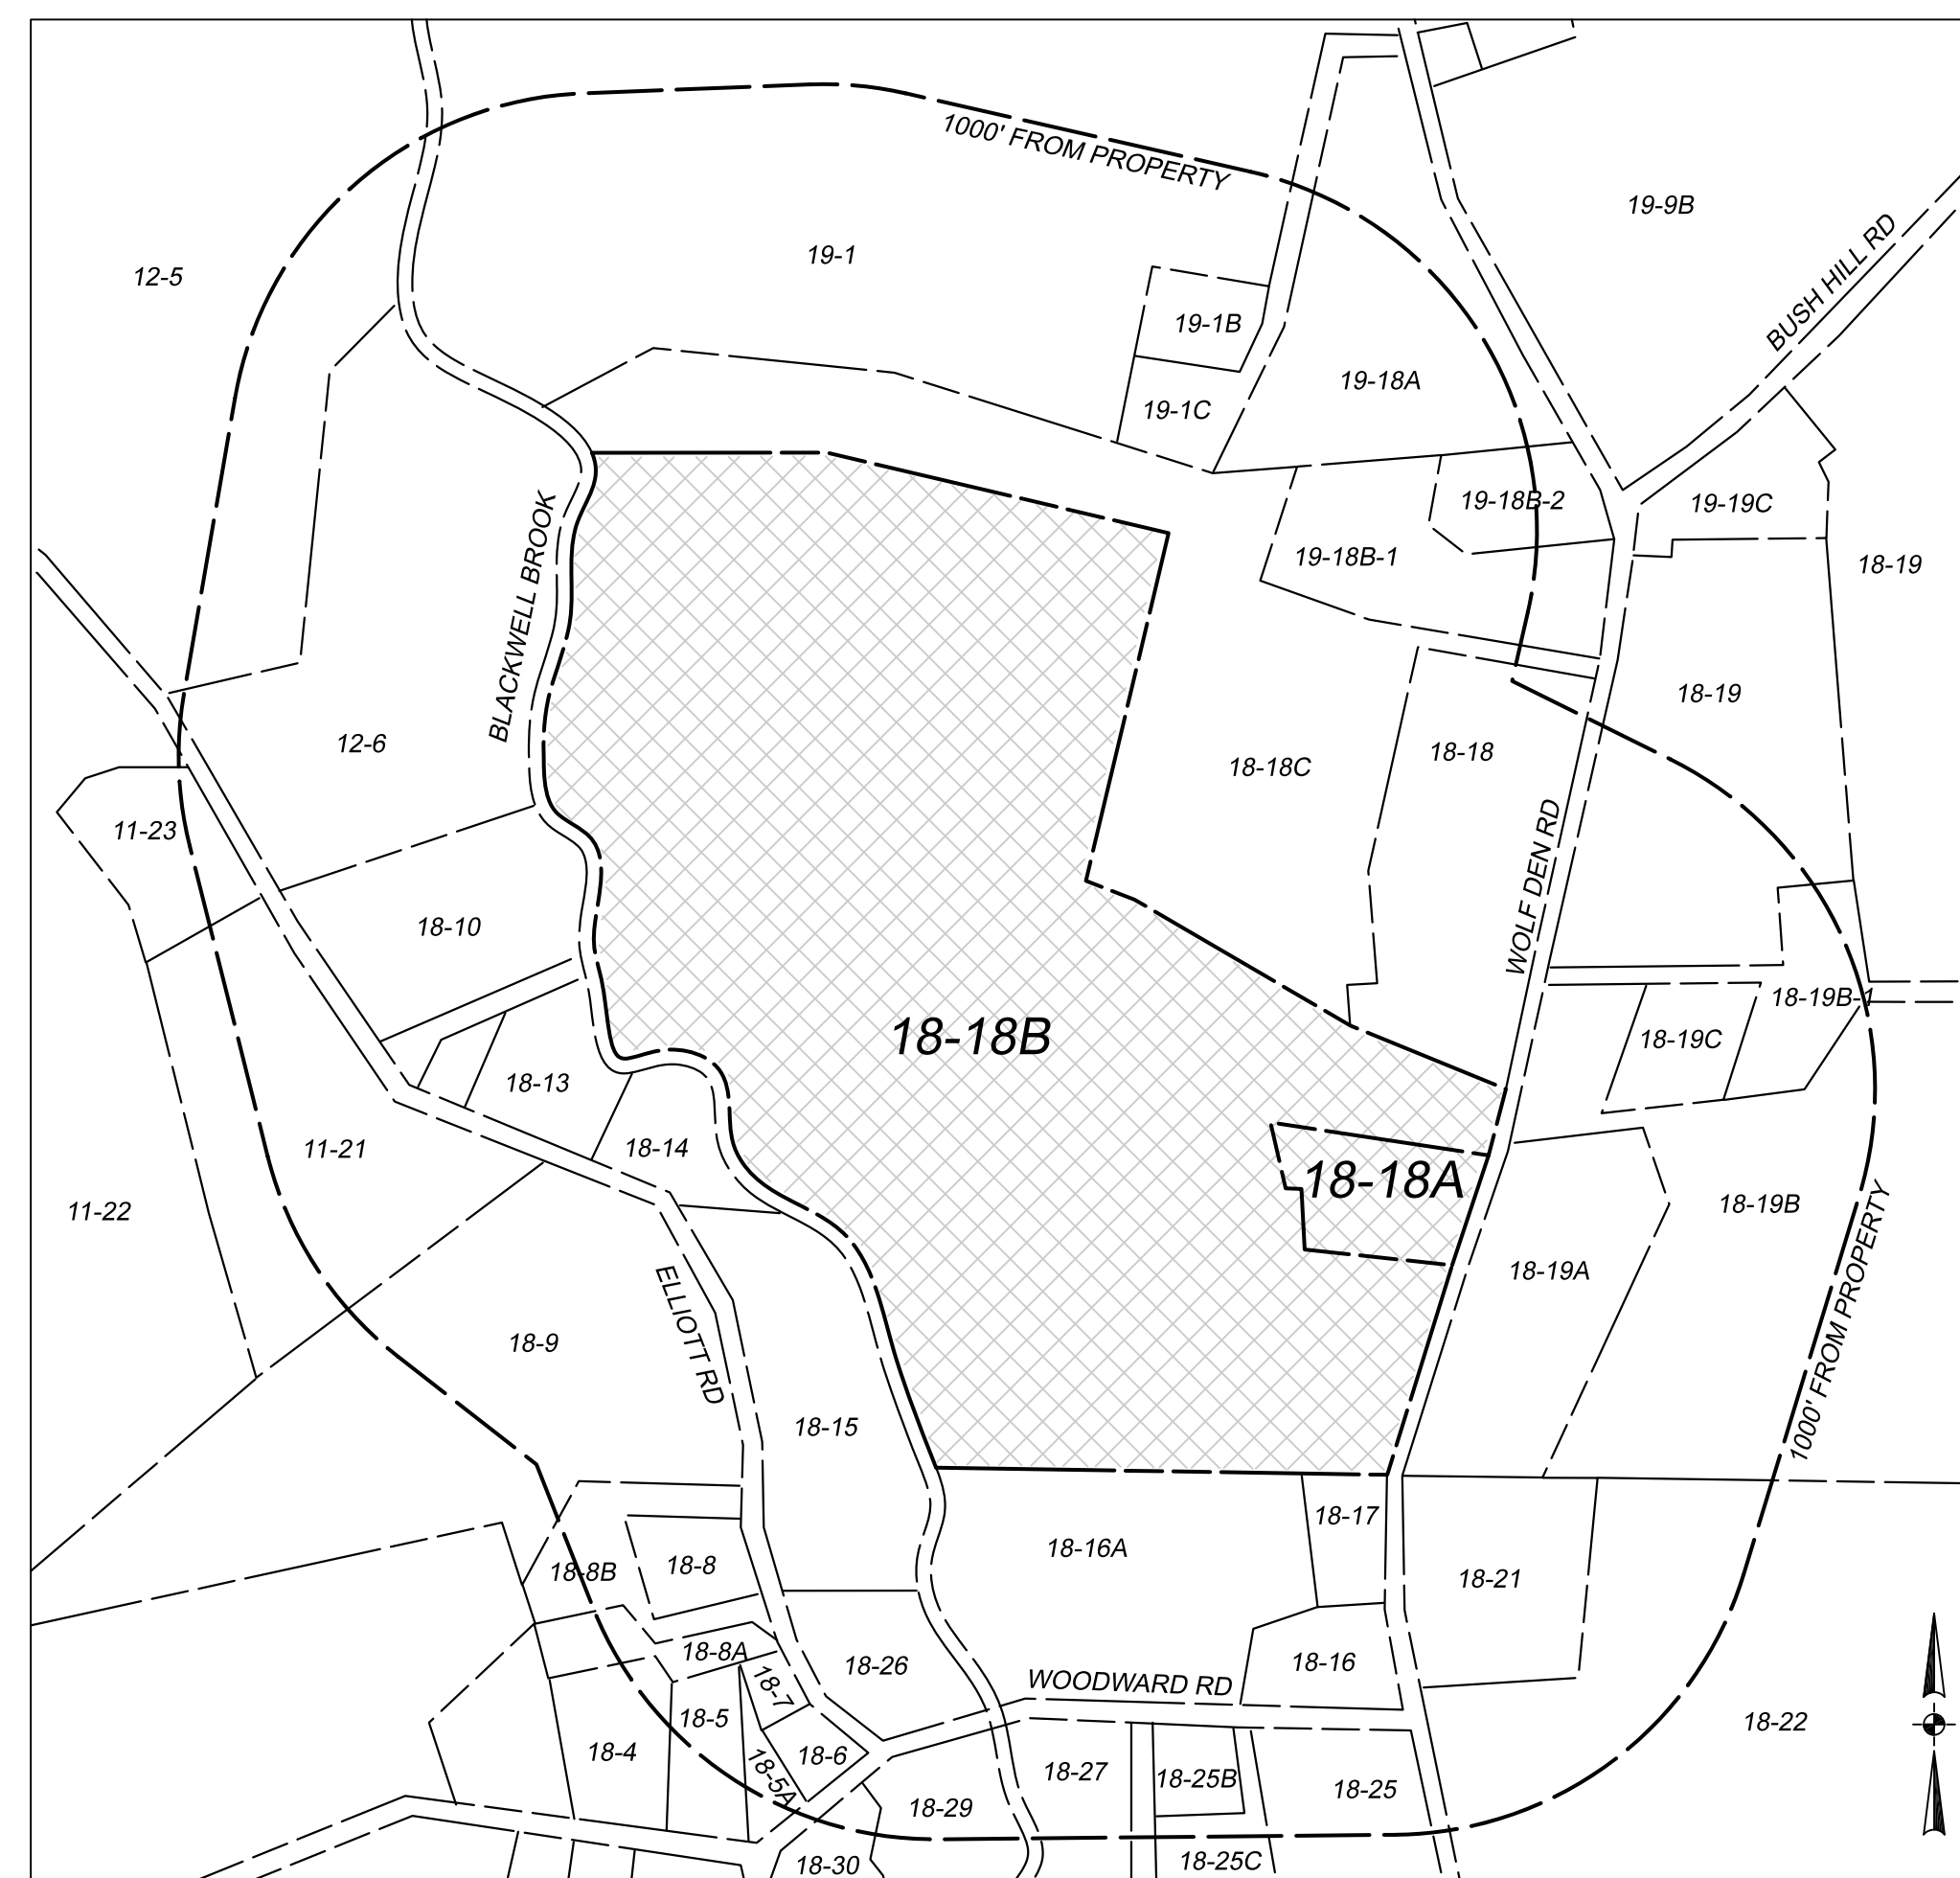 1000' FROM PROPERTY
19-9B
BUSH HILL RD
19-1
12-5
19-1B
19-18A
19-1C
19-18B-2
19-19C
BLACKWELL BROOK
19-18B-1
18-19
18-19
12-6
18-18
18-18C
11-23
WOLF DEN RD
18-10
18-19B-1
18-18B
18-19C
18-13
11-21
18-14
18-18A
11-22
18-19B
1000' FROM PROPERTY
18-19A
ELLIOTT RD
18-9
18-15
18-17
18-16A
18-8B
18-8
18-21
18-8A
18-26
18-16
18-7
WOODWARD RD
18-5
18-22
18-4
18-6
18-5A
18-27
18-25B
18-25
18-29
18-30
18-25C